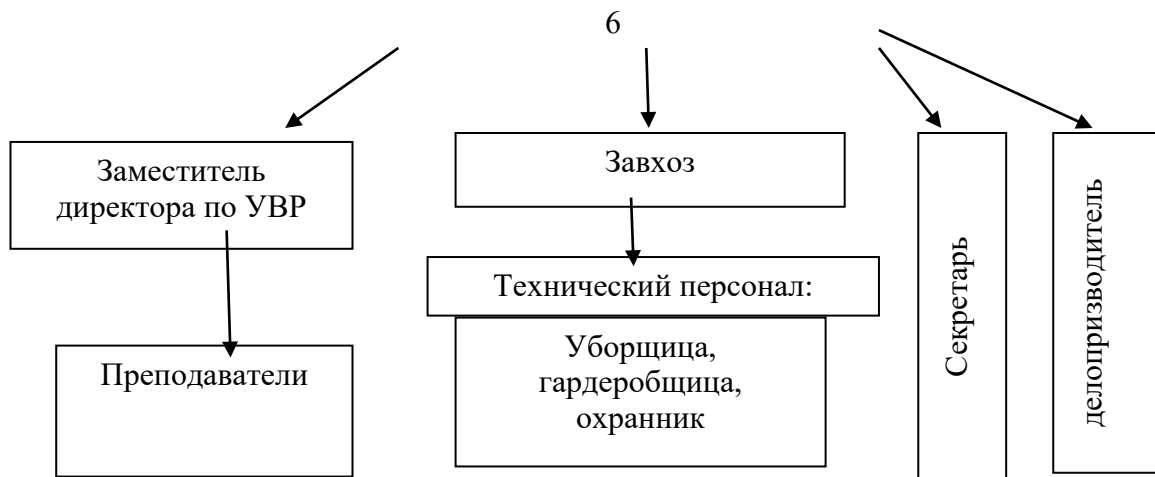 6
Заместитель
директора по УВР
Завхоз
Секретарь
делопризводитель
Технический персонал:
Преподаватели
Уборщица,
гардеробщица,
охранник